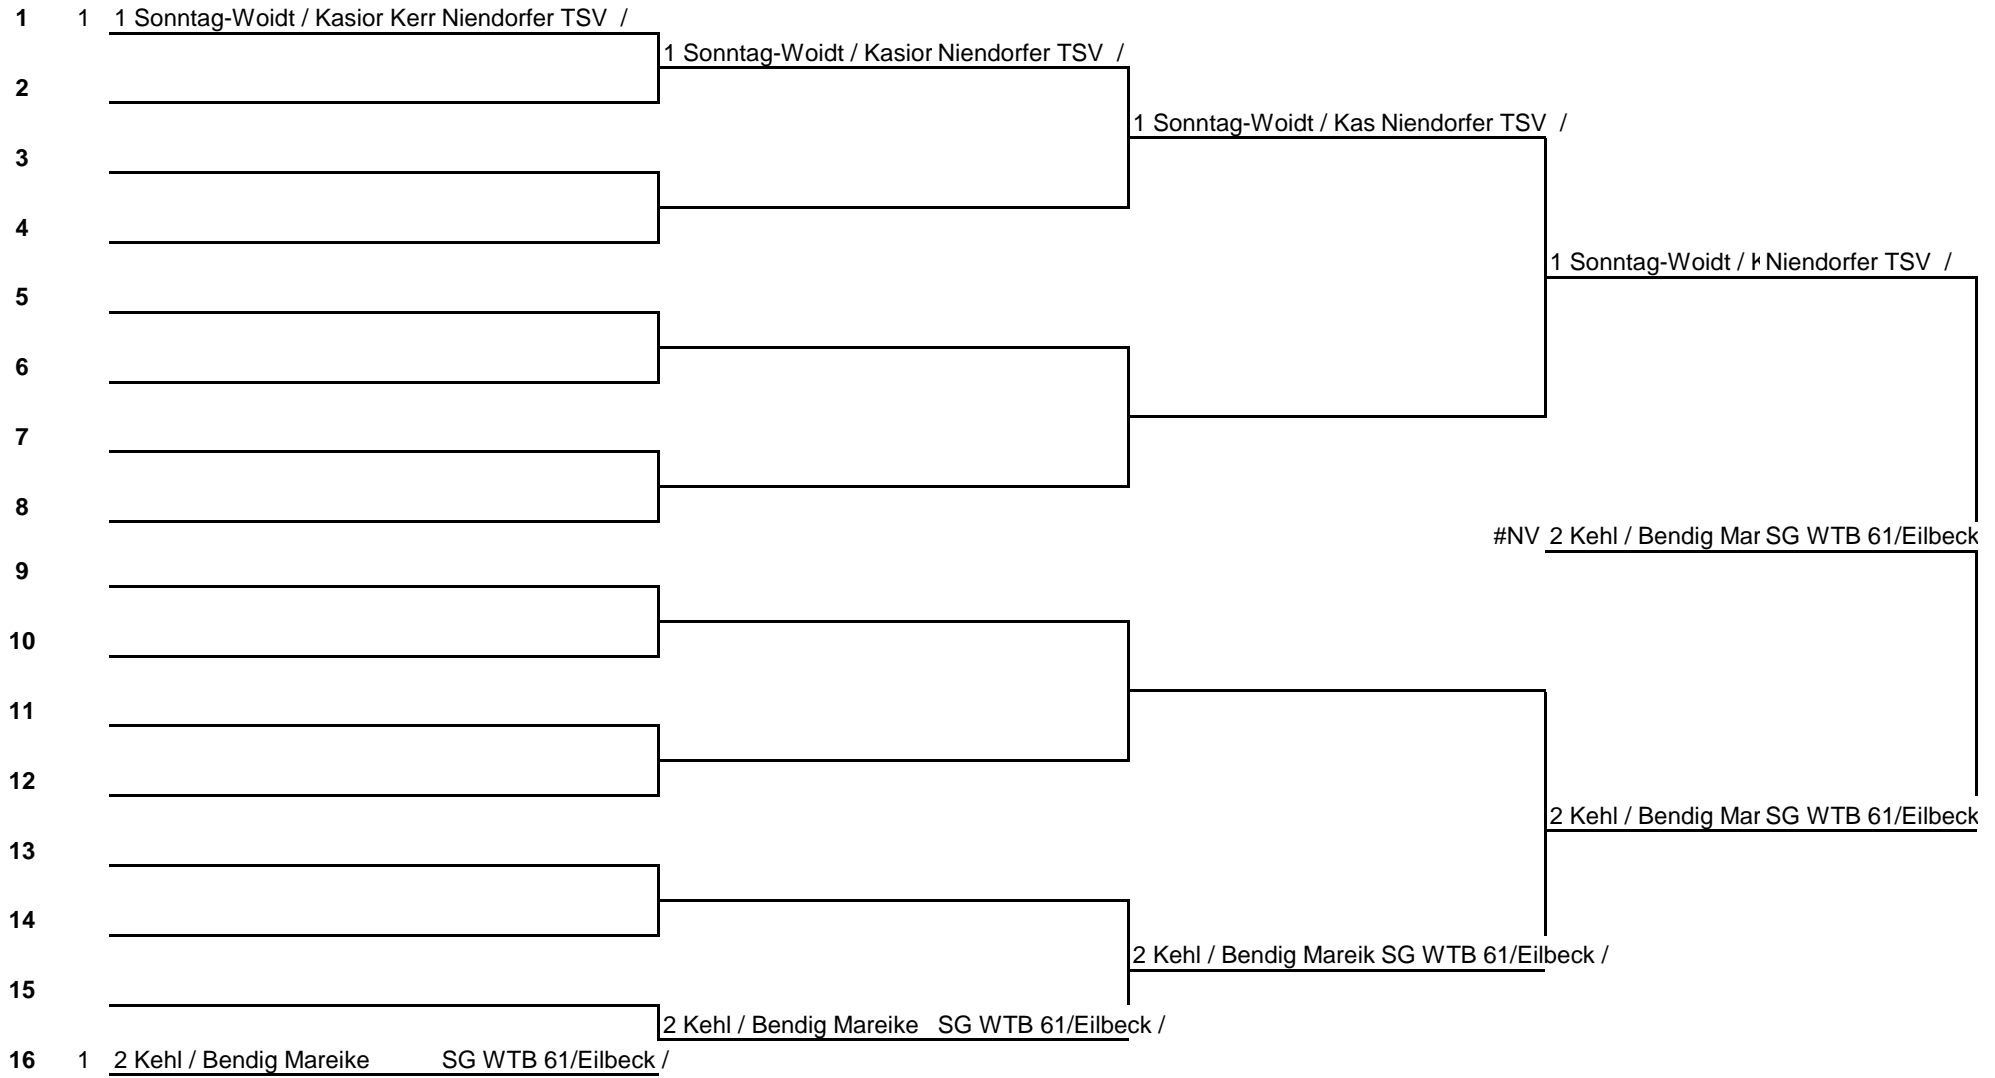 1 1 1 Sonntag-Woidt / Kasior Kerr Niendorfer TSV /
1 Sonntag-Woidt / Kasior Niendorfer TSV /
2
1 Sonntag-Woidt / Kas Niendorfer TSV /
3
4
1 Sonntag-Woidt / K Niendorfer TSV /
5
6
7
8
#NV 2 Kehl / Bendig Mar SG WTB 61/Eilbeck
9
10
11
12
2 Kehl / Bendig Mar SG WTB 61/Eilbeck
13
14
2 Kehl / Bendig Mareik SG WTB 61/Eilbeck /
15
2 Kehl / Bendig Mareike SG WTB 61/Eilbeck /
16 1 2 Kehl / Bendig Mareike SG WTB 61/Eilbeck /